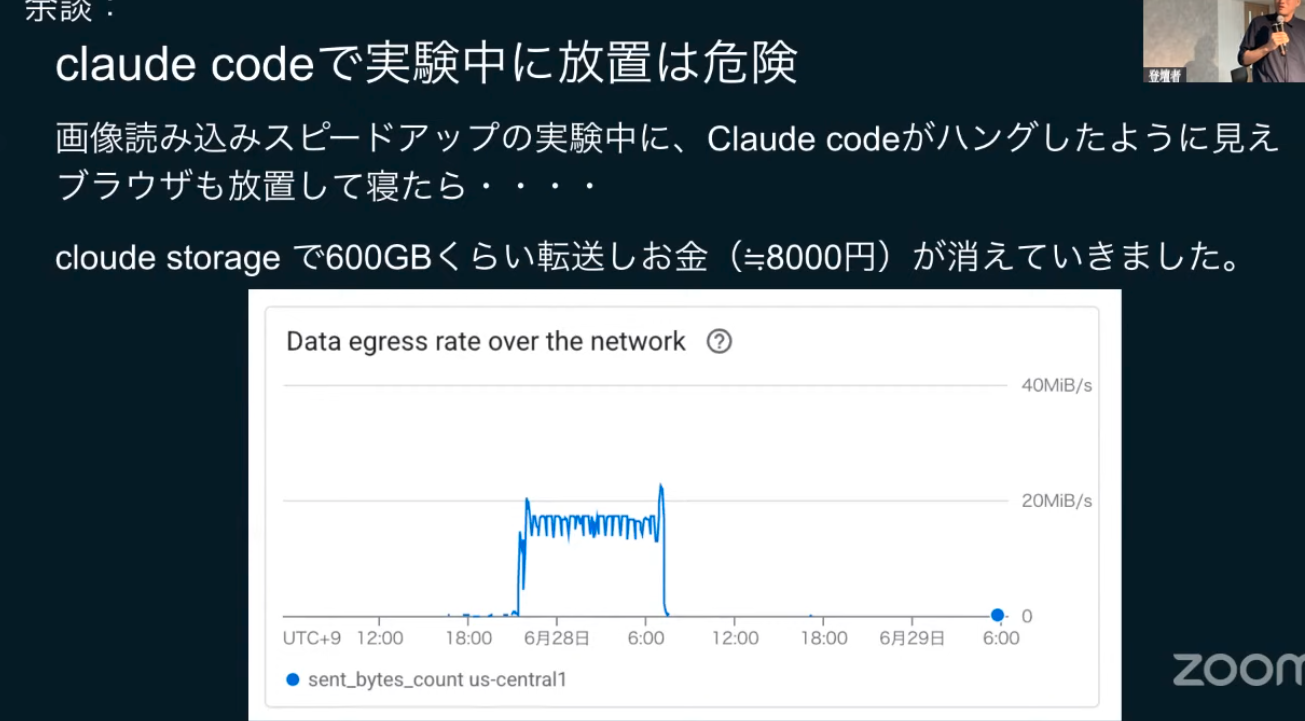 余談：
claude codeで実験中に放置は危険
画像読み込みスピードアップの実験中に、Claude codeがハングしたように見え
ブラウザも放置して寝たら・・・・
cloude storage で600GBくらい転送しお金（≒8000円）が消えていきました。
登壇者
Data egress rate over the network ?
40MiB/s
20MiB/s
0
UTC+9 12:00 18:00 6月28日 6:00 12:00 18:00 6月29日 6:00
sent_bytes_count us-central1
zoom